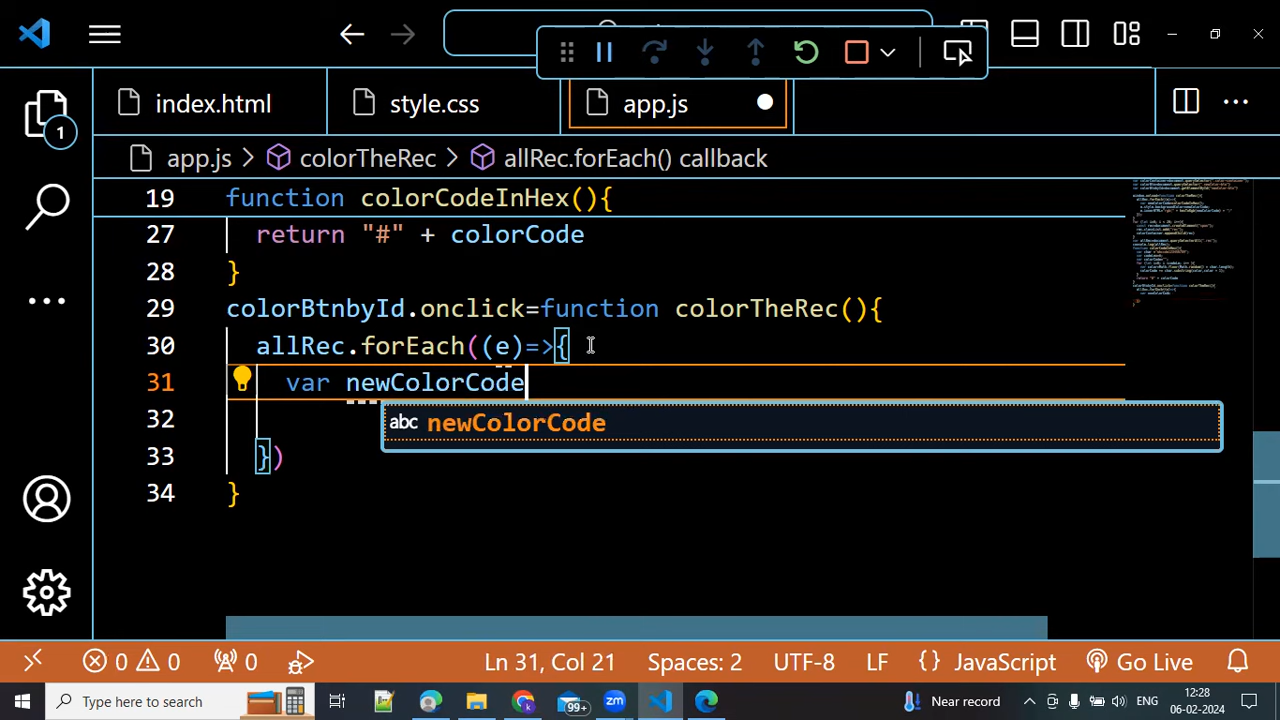 index.html
style.css
app.js
1
app.js > colorTheRec > allRec.forEach() callback
19 function colorCodeInHex(){
27 return "#" + colorCode
28 }
29 colorBtnbyId.onclick=function colorTheRec(){
30 allRec.forEach((e)=>{
31 var newColorCode
abc newColorCode
32
33 })
34 }
0 0 0 Ln 31, Col 21 Spaces: 2 UTF-8 LF {} JavaScript Go Live
Type here to search 99+ zm Near record ENG 12:28
06-02-2024